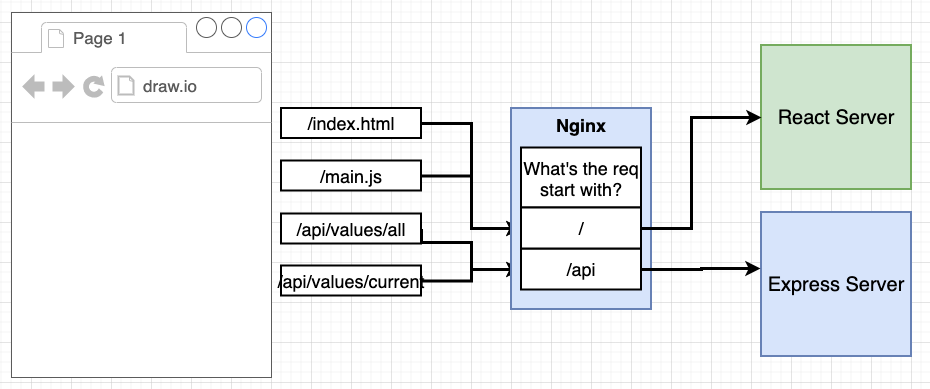 Page 1
draw.io
/index.html
/main.js
/api/values/all
/api/values/current
Nginx
What's the req
start with?
/
/api
React Server
Express Server